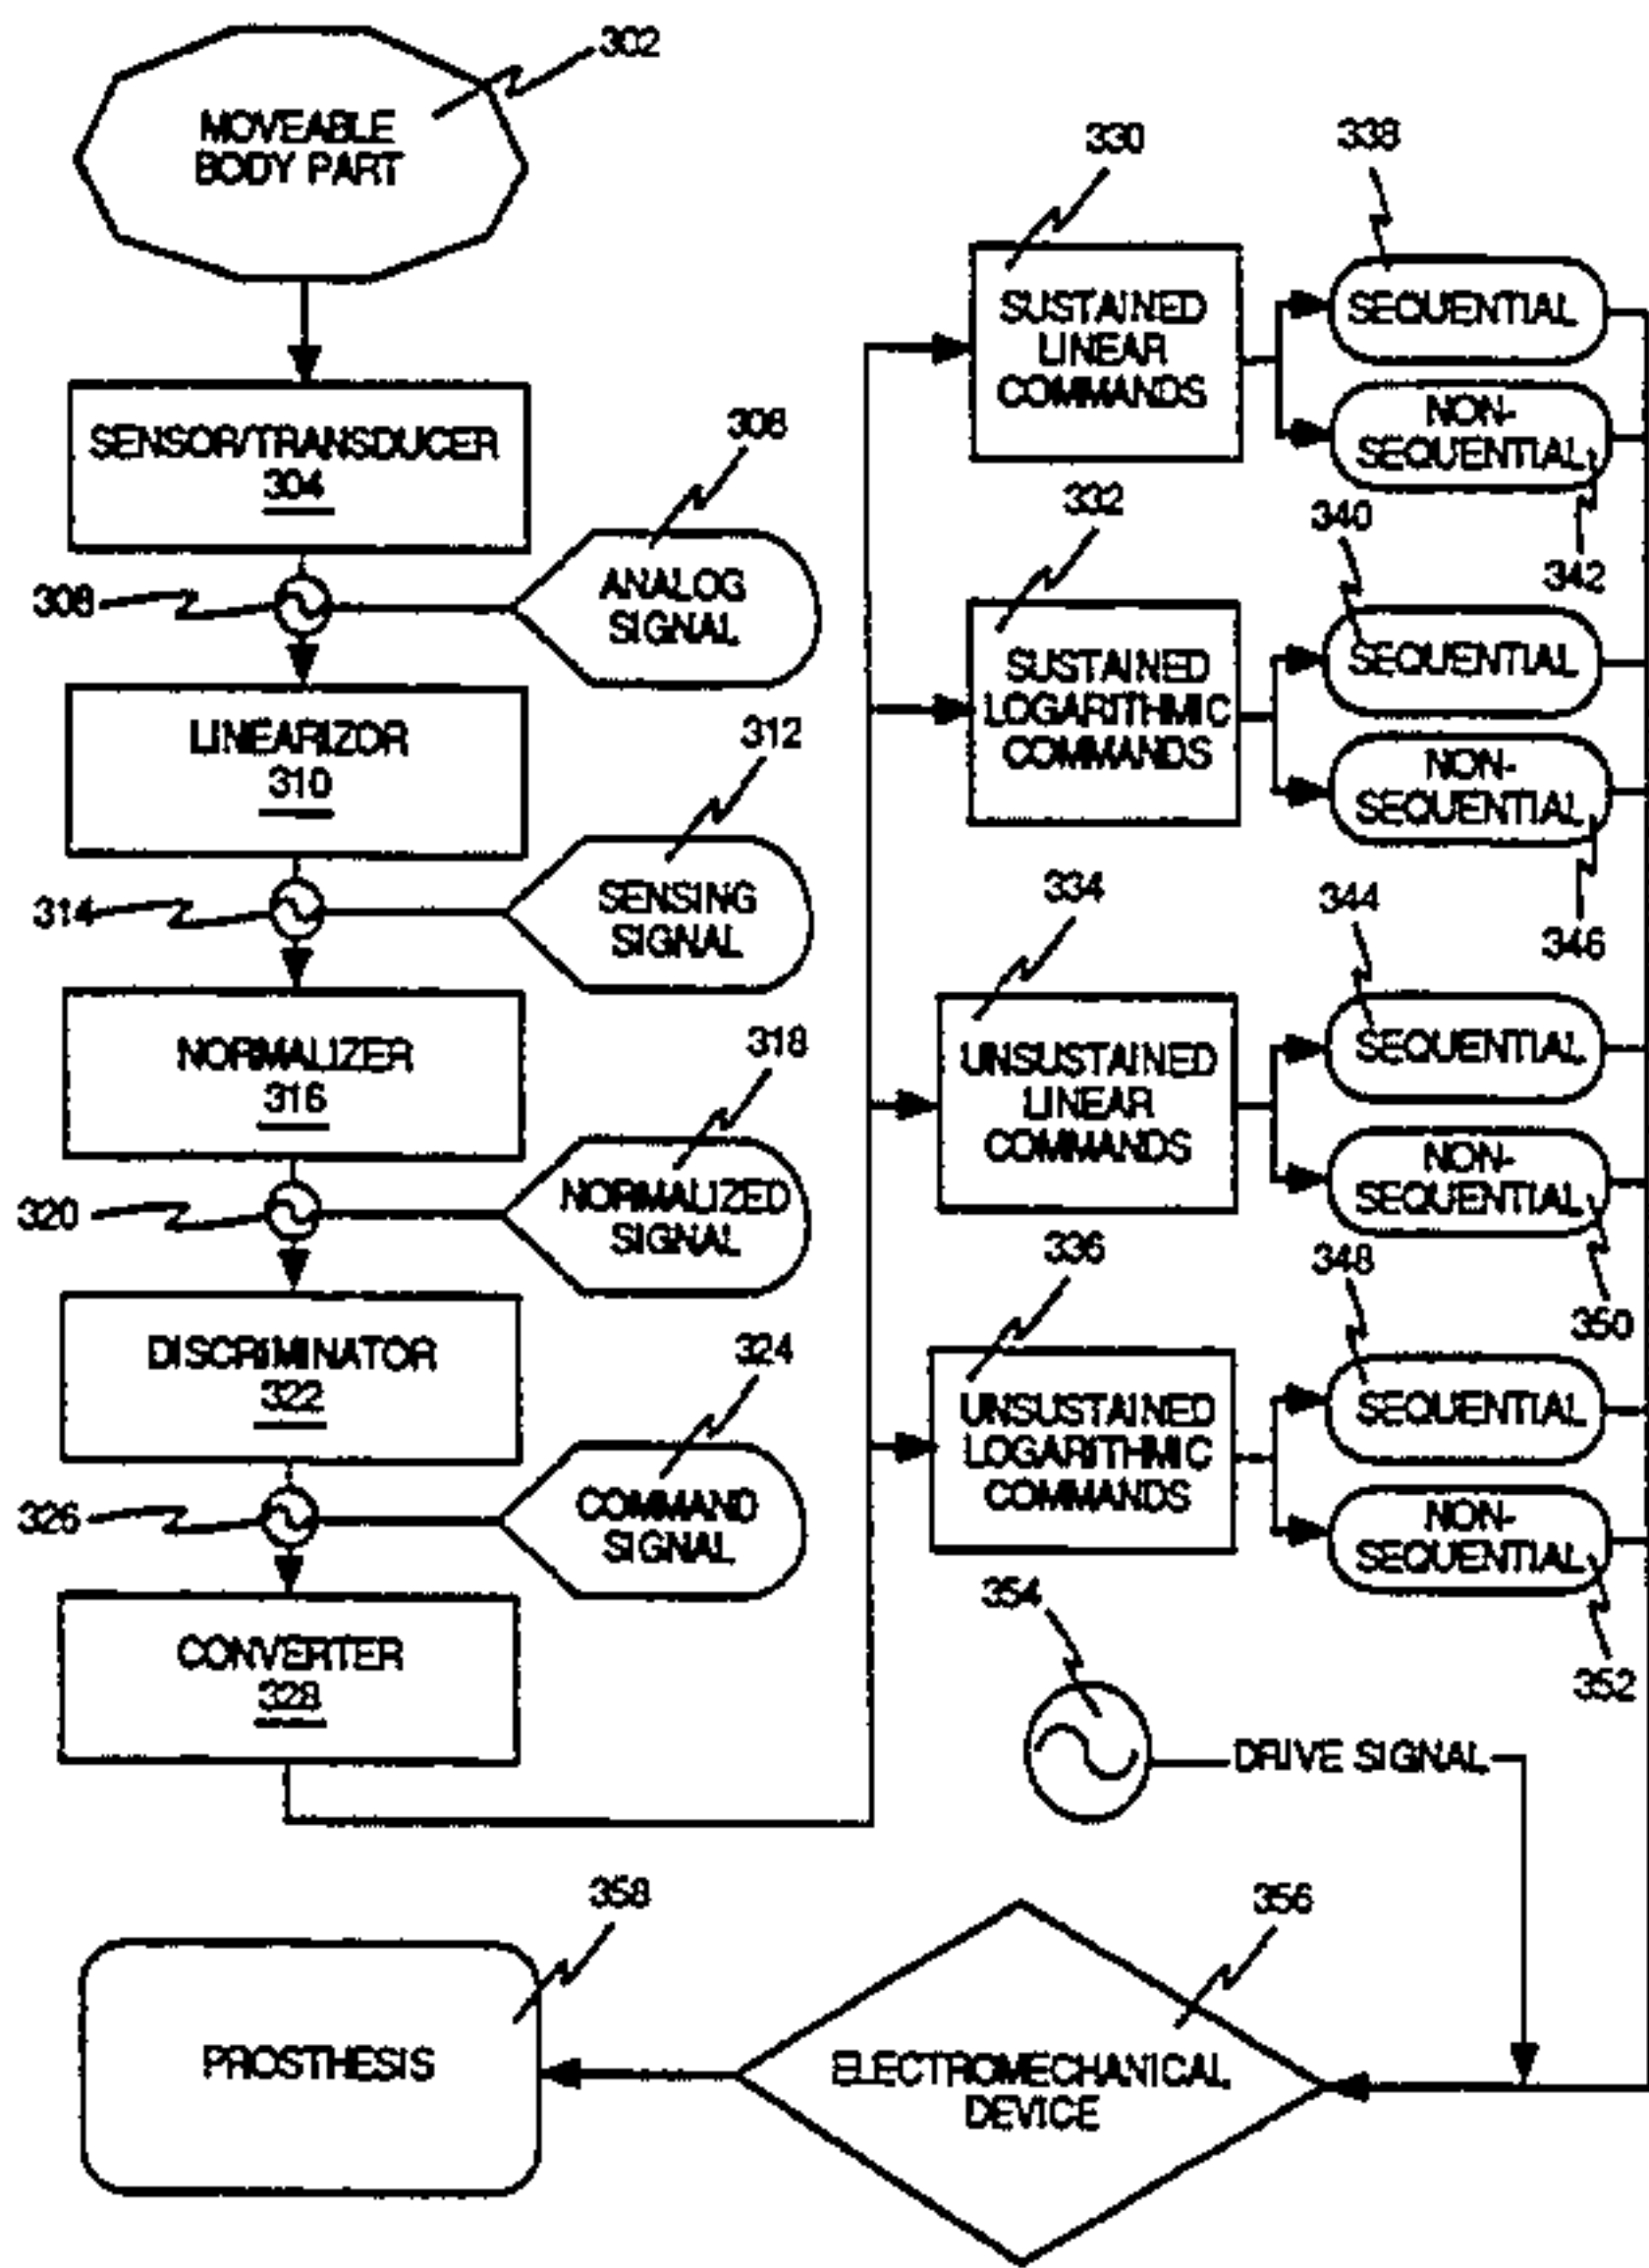 302
MOVEABLE
BODY PART
SENSOR/TRANSDUCER
304
308
ANALOG
SIGNAL
308
LINEARIZOR
310
312
SENSING
SIGNAL
314
NORMALIZER
316
318
NORMALIZED
SIGNAL
320
DISCRIMINATOR
322
324
COMMAND
SIGNAL
326
CONVERTER
328
330
SUSTAINED
LINEAR
COMMANDS
338
SEQUENTIAL
NON-
SEQUENTIAL
342
332
SUSTAINED
LOGARITHMIC
COMMANDS
340
SEQUENTIAL
NON-
SEQUENTIAL
346
334
UNSUSTAINED
LINEAR
COMMANDS
344
SEQUENTIAL
NON-
SEQUENTIAL
350
336
UNSUSTAINED
LOGARITHMIC
COMMANDS
348
SEQUENTIAL
NON-
SEQUENTIAL
352
354
DRIVE SIGNAL
356
ELECTROMECHANICAL
DEVICE
358
PROSTHESIS